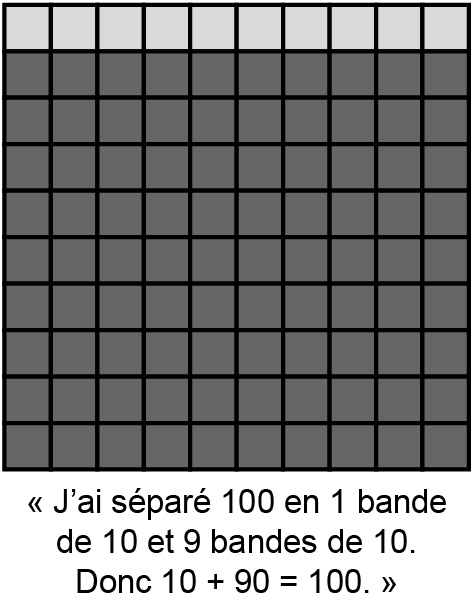 « J’ai séparé 100 en 1 bande
de 10 et 9 bandes de 10.
Donc 10 + 90 = 100. »